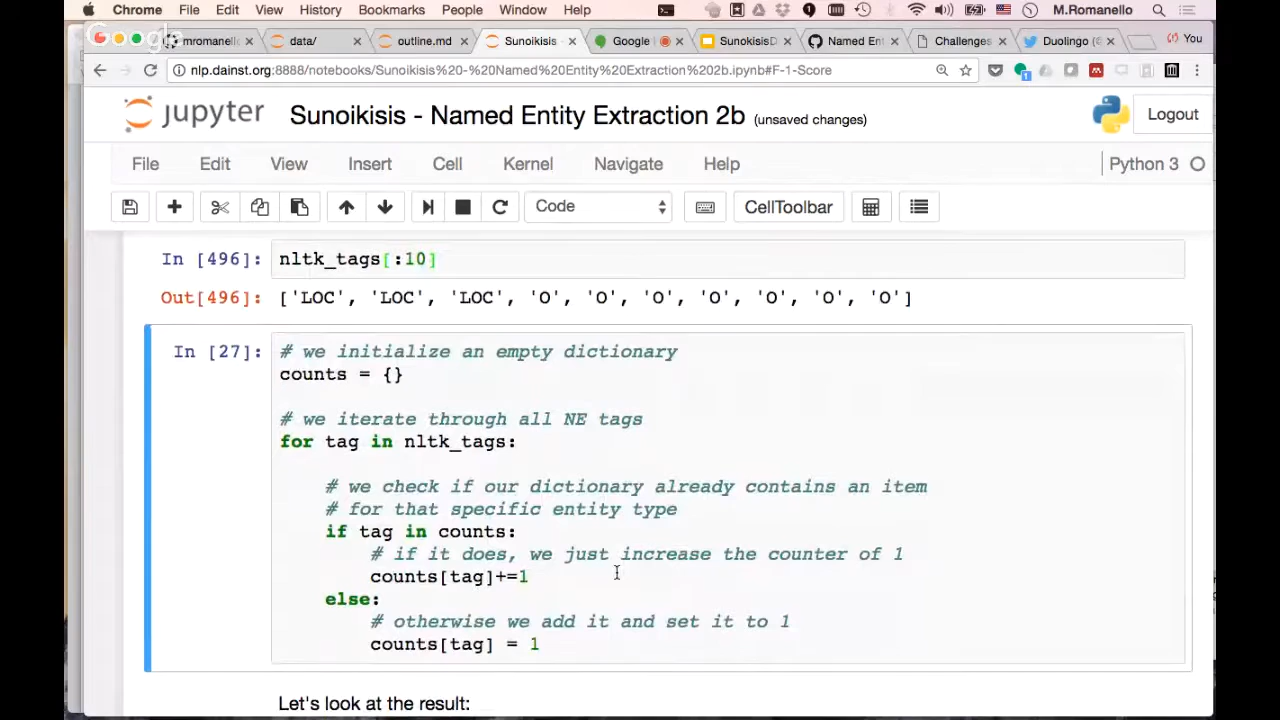 Chrome File Edit View History Bookmarks People Window Help M.Romanello
Google mromanello data/ outline.md Sunoikisis Google SunoikisisD Named Ent Challenges Duolingo ( You
nlp.dainst.org:8888/notebooks/Sunoikisis%20-%20Named%20Entity%20Extraction%202b.ipynb#F-1-Score
jupyter Sunoikisis - Named Entity Extraction 2b (unsaved changes) Logout
File Edit View Insert Cell Kernel Navigate Help Python 3
Code CellToolbar
In [496]: nltk_tags[:10]
Out[496]: ['LOC', 'LOC', 'LOC', 'O', 'O', 'O', 'O', 'O', 'O', 'O']
In [27]: # we initialize an empty dictionary
counts = {}
# we iterate through all NE tags
for tag in nltk_tags:
# we check if our dictionary already contains an item
# for that specific entity type
if tag in counts:
# if it does, we just increase the counter of 1
counts[tag]+=1
else:
# otherwise we add it and set it to 1
counts[tag] = 1
Let's look at the result: